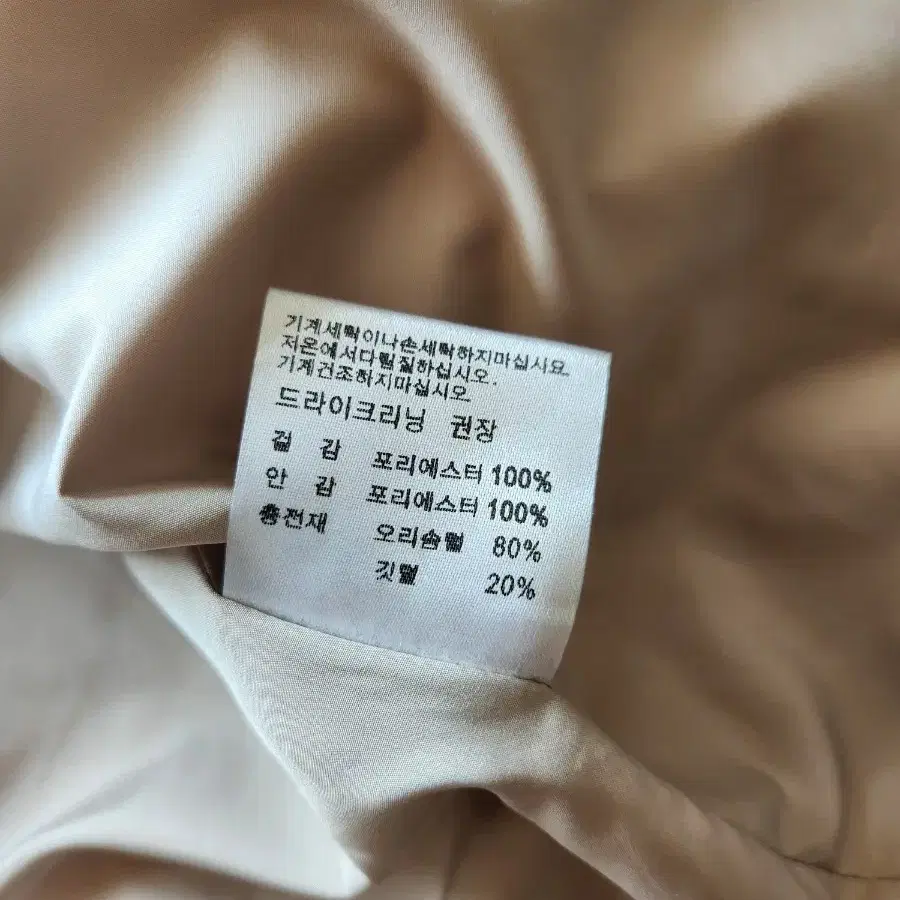 기계세탁이나손세탁하지마십시요
저온에서다림질하십시오.
기계건조하지마십시오
드라이크리닝 권장
겉 감 포리에스터 100%
안 감 포리에스터 100%
충전재 오리솜털 80%
깃털 20%